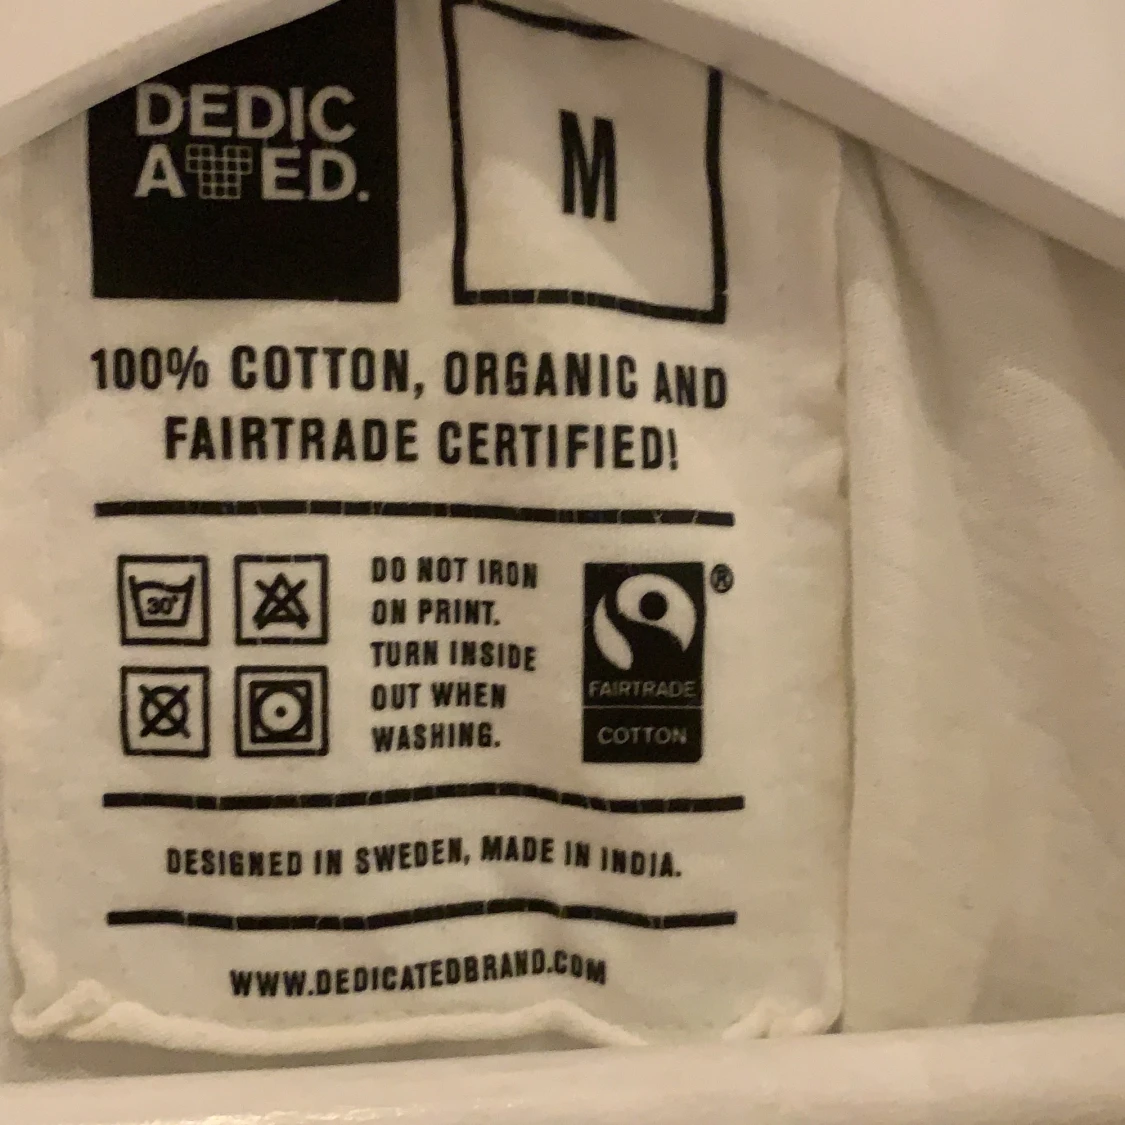 DEDIC
ATED.
M
100% COTTON, ORGANIC AND
FAIRTRADE CERTIFIED!
30°
DO NOT IRON
ON PRINT.
TURN INSIDE
OUT WHEN
WASHING.
®
FAIRTRADE
COTTON
DESIGNED IN SWEDEN, MADE IN INDIA.
WWW.DEDICATEDBRAND.COM